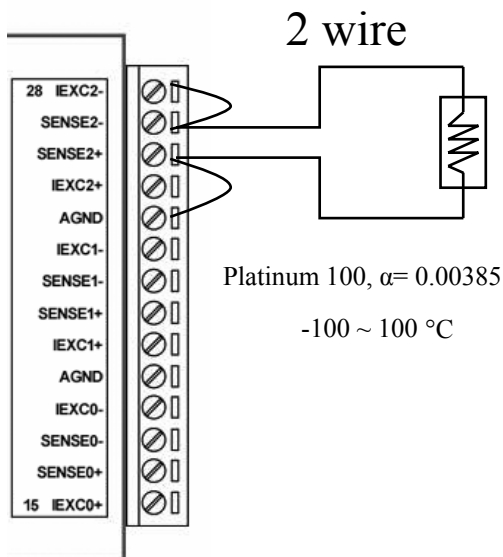 2 wire
28 IEXC2-
SENSE2-
SENSE2+
IEXC2+
AGND
IEXC1-
SENSE1-
SENSE1+
IEXC1+
AGND
IEXC0-
SENSE0-
SENSE0+
15 IEXC0+
Platinum 100, α= 0.00385
-100 ~ 100 °C